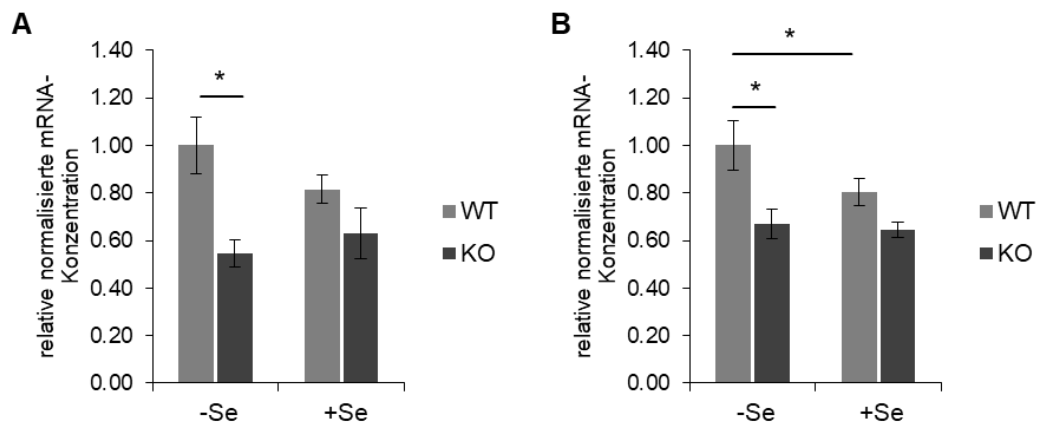 A
relative normalisierte mRNA-
Konzentration
1.40
1.20
1.00
0.80
0.60
0.40
0.20
0.00
*
-Se
+Se
WT
KO
B
relative normalisierte mRNA-
Konzentration
1.40
1.20
1.00
0.80
0.60
0.40
0.20
0.00
*
*
-Se
+Se
WT
KO